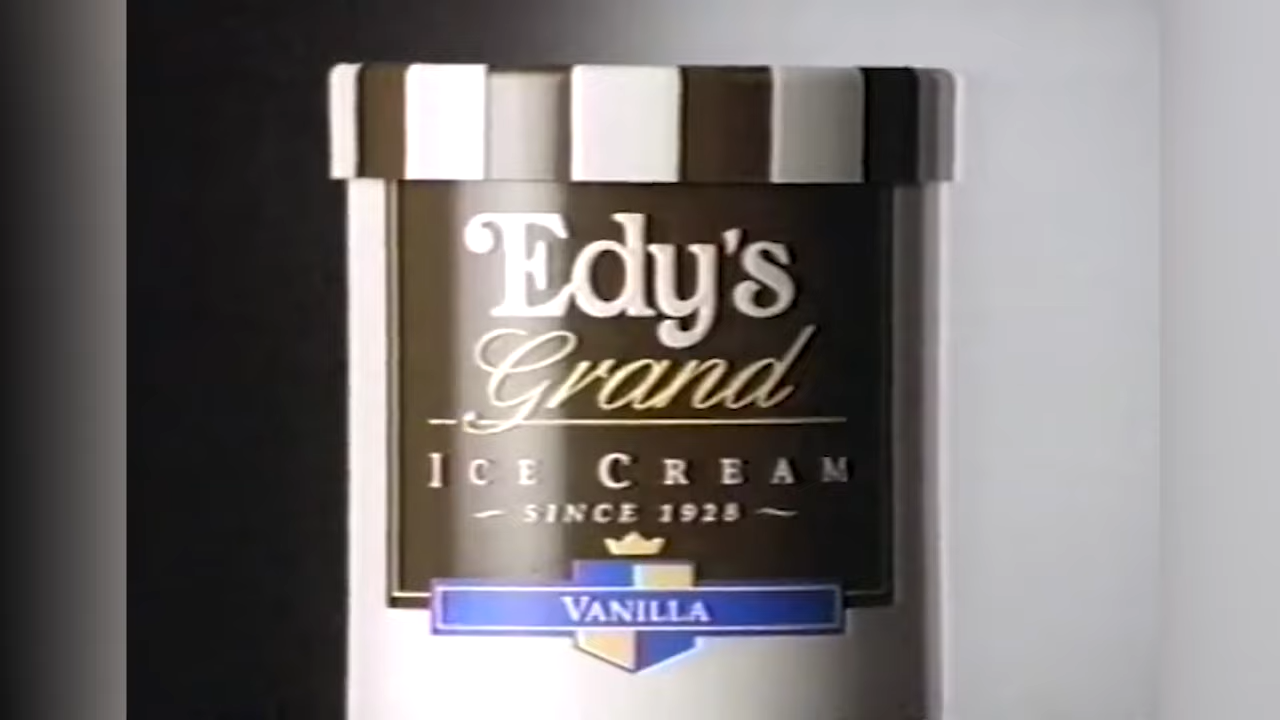 Edy's
Grand
ICE CREAM
~ SINCE 1928 ~
VANILLA